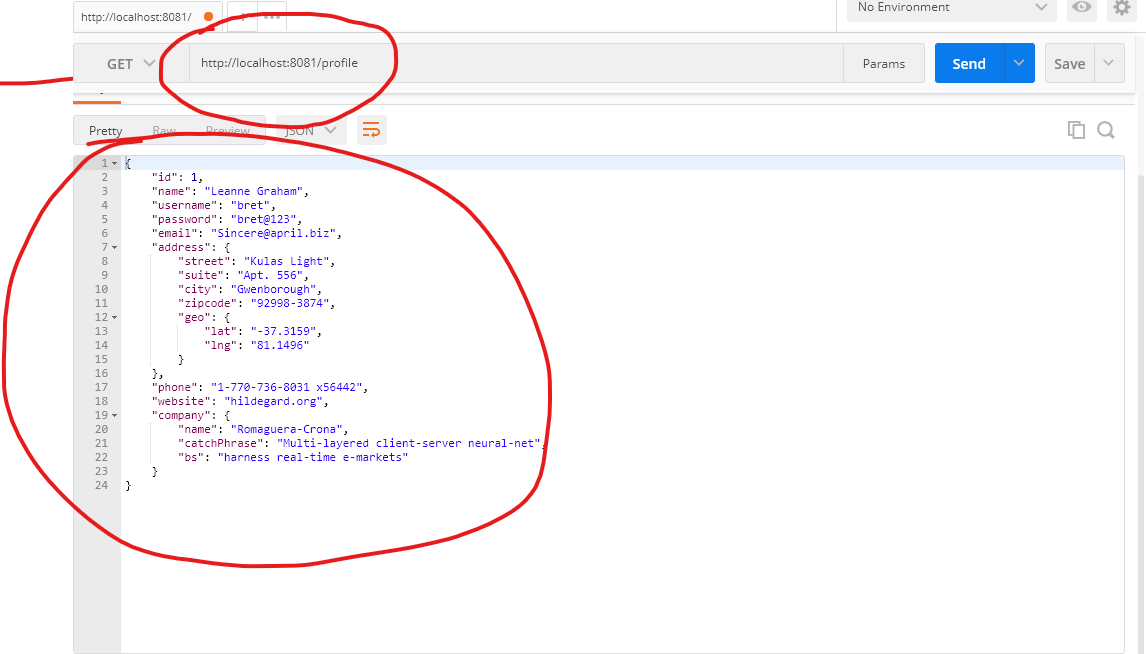 http://localhost:8081/
No Environment
GET http://localhost:8081/profile Params Send Save
Pretty Raw Preview JSON
1 {
2 "id": 1,
3 "name": "Leanne Graham",
4 "username": "bret",
5 "password": "bret@123",
6 "email": "Sincere@april.biz",
7 "address": {
8 "street": "Kulas Light",
9 "suite": "Apt. 556",
10 "city": "Gwenborough",
11 "zipcode": "92998-3874",
12 "geo": {
13 "lat": "-37.3159",
14 "lng": "81.1496"
15 }
16 },
17 "phone": "1-770-736-8031 x56442",
18 "website": "hildegard.org",
19 "company": {
20 "name": "Romaguera-Crona",
21 "catchPhrase": "Multi-layered client-server neural-net",
22 "bs": "harness real-time e-markets"
23 }
24 }